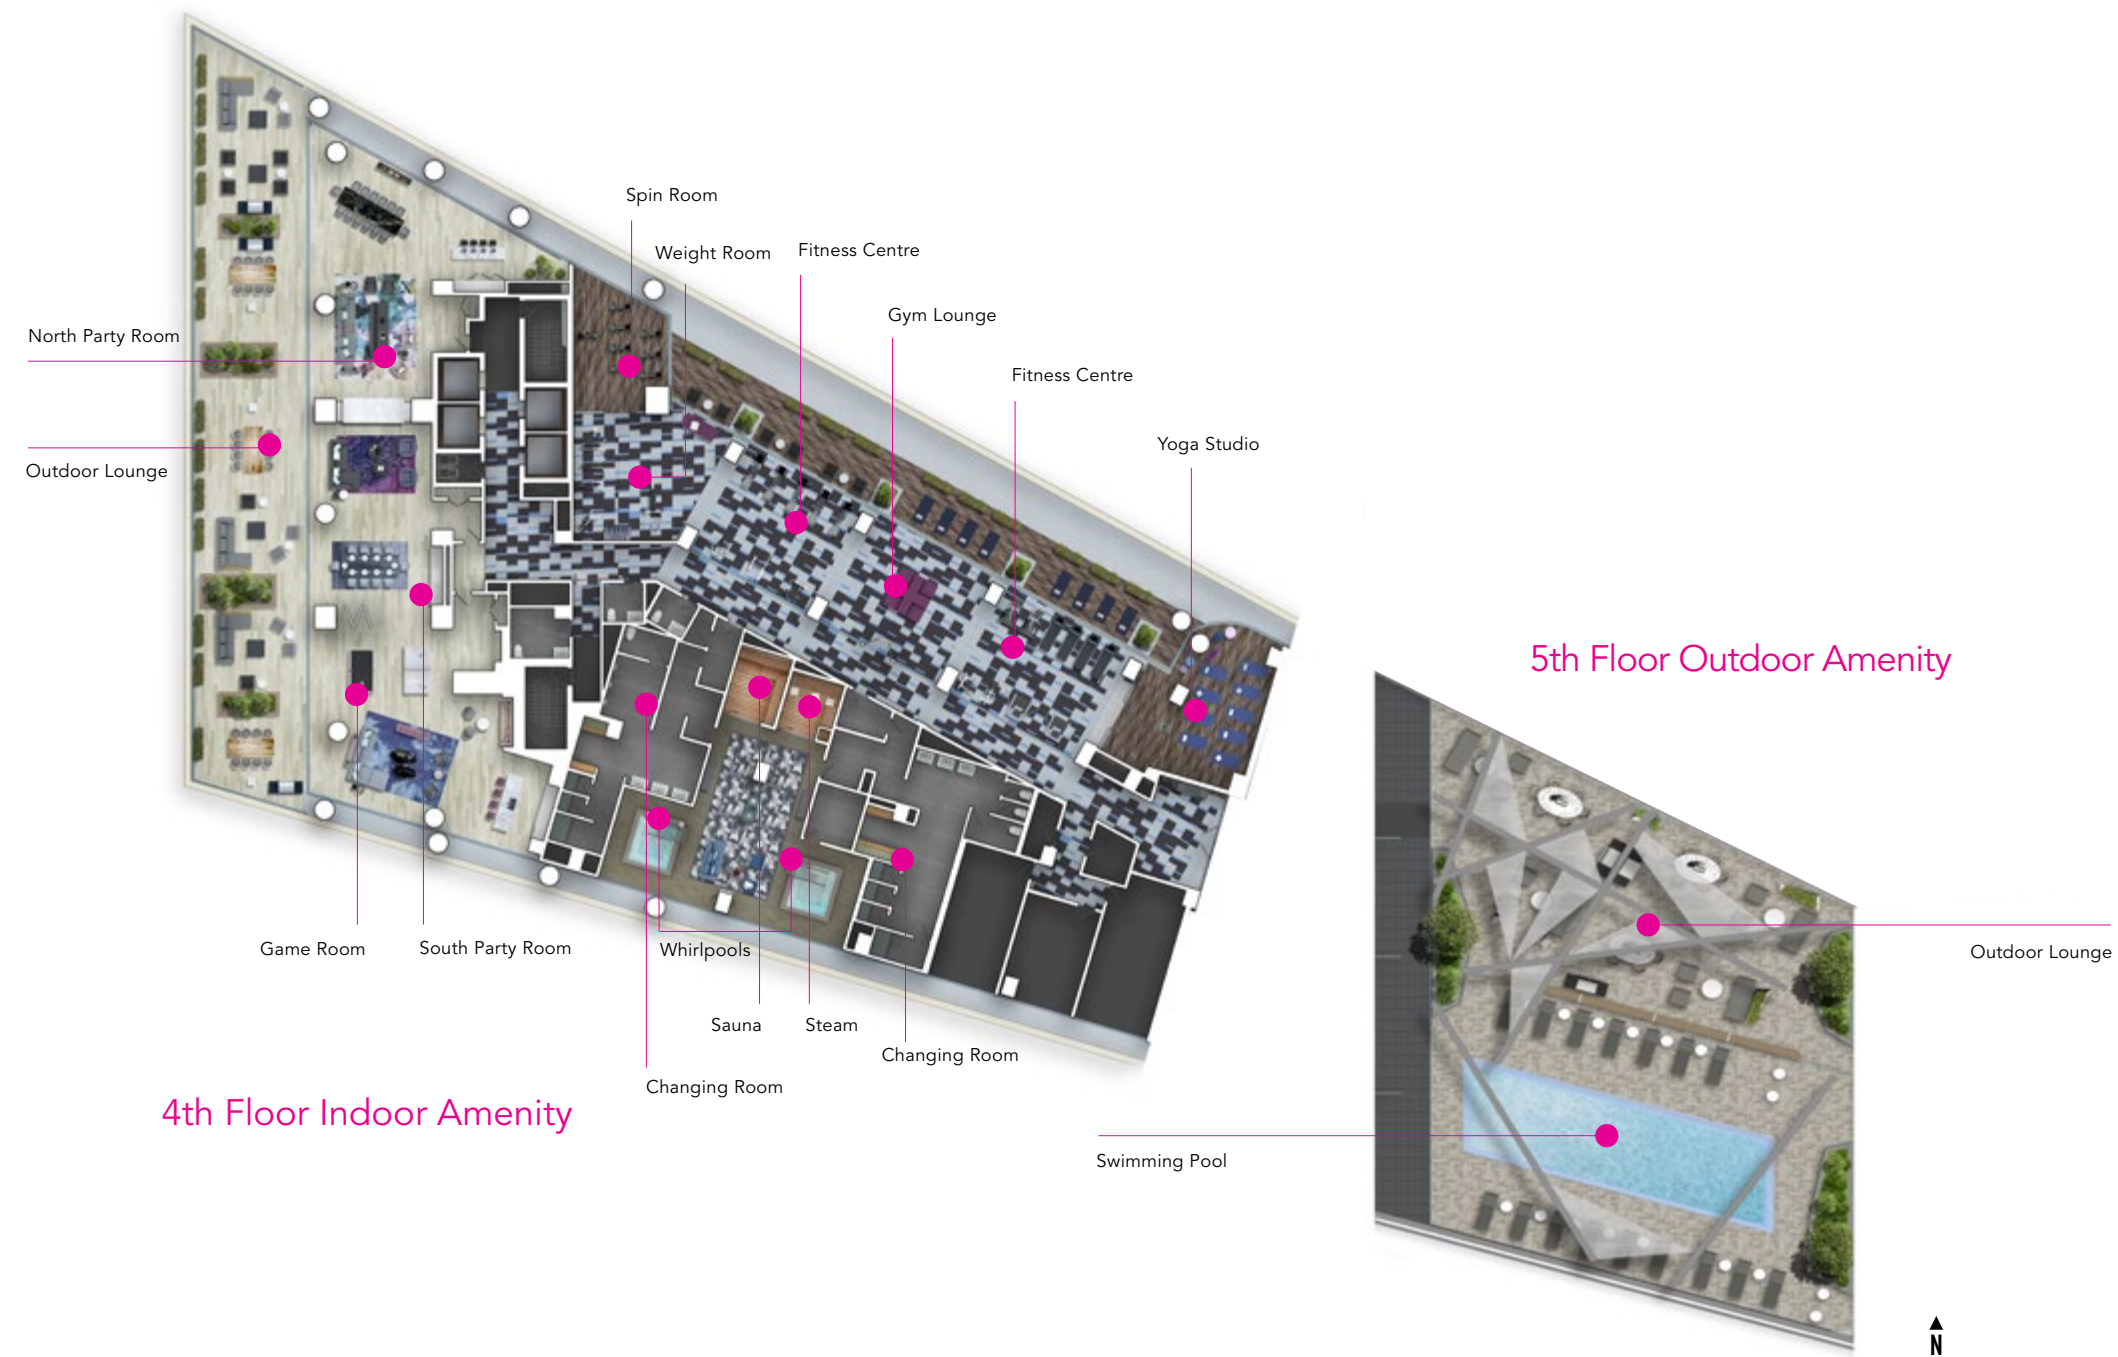 Spin Room
Weight Room
Fitness Centre
Gym Lounge
North Party Room
Fitness Centre
Yoga Studio
Outdoor Lounge
5th Floor Outdoor Amenity
Game Room
South Party Room
Whirlpools
Outdoor Lounge
Sauna
Steam
Changing Room
Changing Room
4th Floor Indoor Amenity
Swimming Pool
N